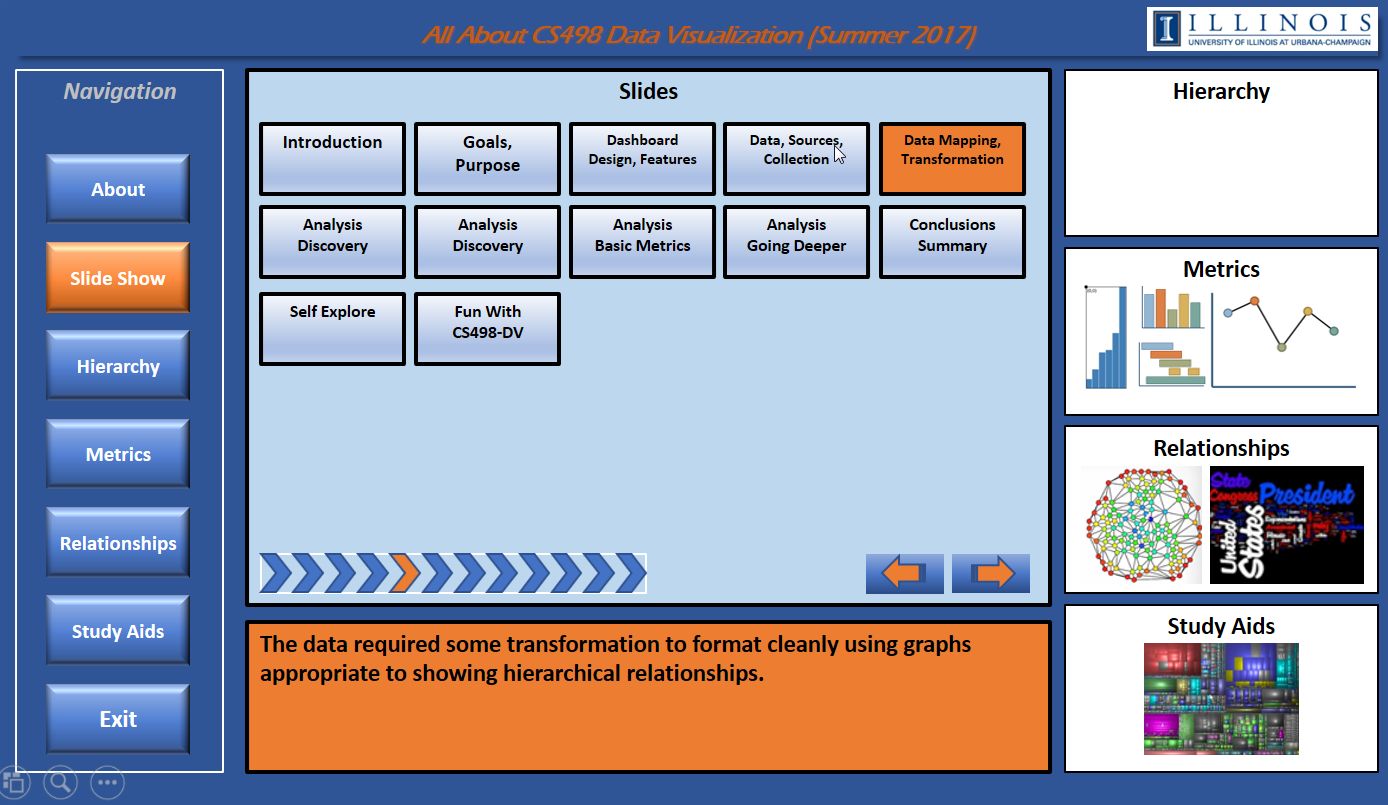 All About CS498 Data Visualization (Summer 2017)
I ILLINOIS
UNIVERSITY OF ILLINOIS AT URBANA-CHAMPAIGN
Navigation
About
Slide Show
Hierarchy
Metrics
Relationships
Study Aids
Exit
Slides
Introduction
Goals,
Purpose
Dashboard
Design, Features
Data, Sources,
Collection
Data Mapping,
Transformation
Analysis
Discovery
Analysis
Discovery
Analysis
Basic Metrics
Analysis
Going Deeper
Conclusions
Summary
Self Explore
Fun With
CS498-DV
The data required some transformation to format cleanly using graphs
appropriate to showing hierarchical relationships.
Hierarchy
Metrics
(0,0)
Relationships
State
Congress
President
United
States
Study Aids